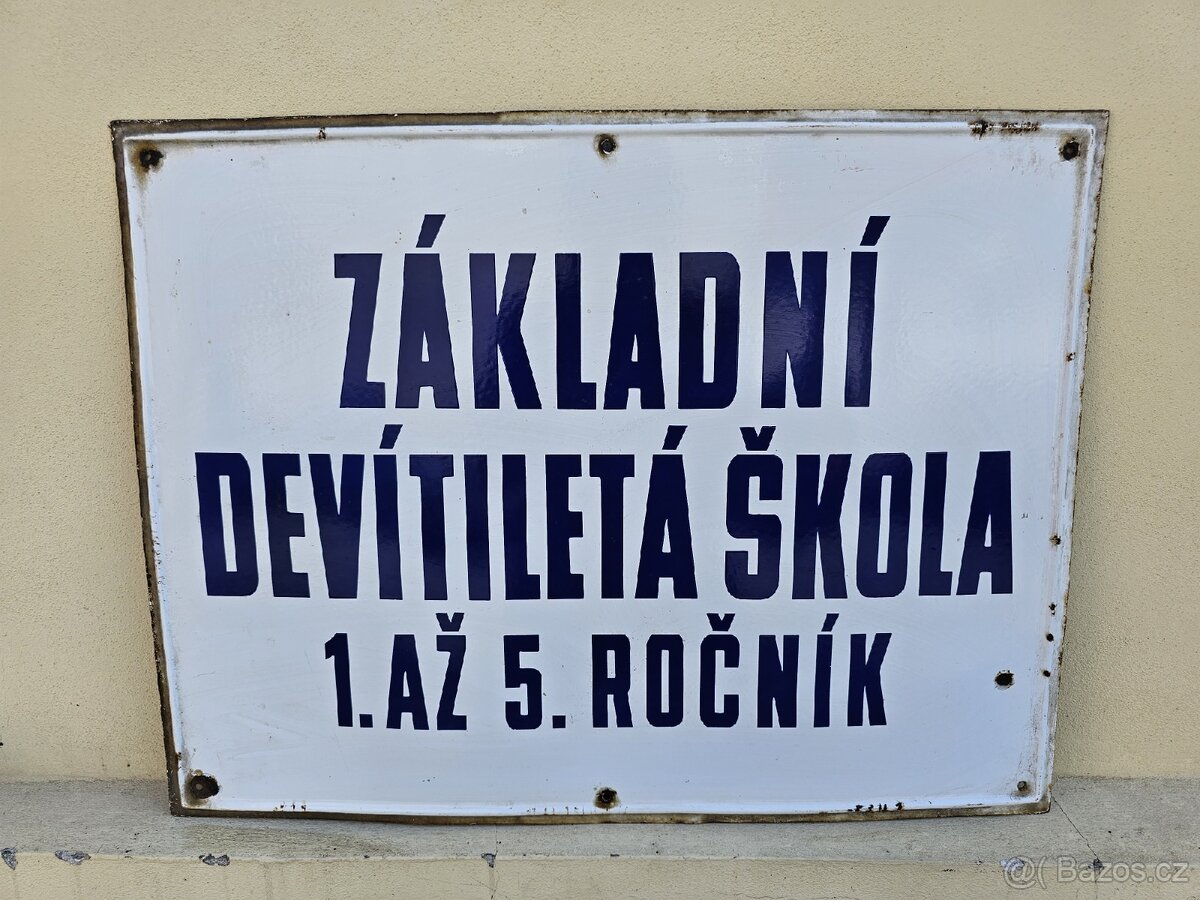 ZÁKLADNÍ
DEVÍTILETÁ ŠKOLA
1. AŽ 5. ROČNÍK
@( Bazos.cz